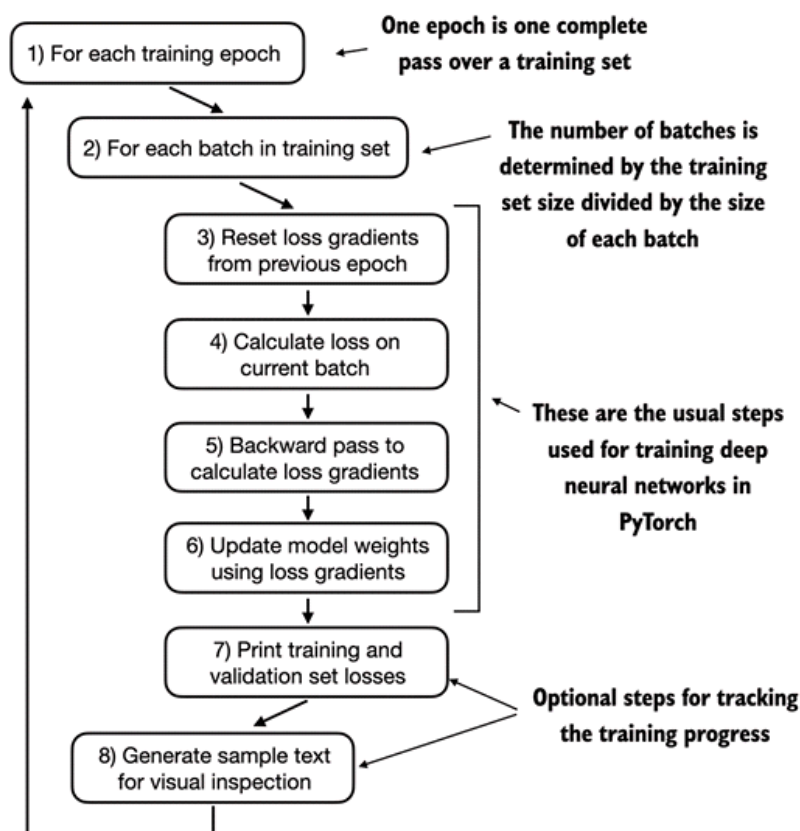 1) For each training epoch
One epoch is one complete
pass over a training set
2) For each batch in training set
The number of batches is
determined by the training
set size divided by the size
of each batch
3) Reset loss gradients
from previous epoch
4) Calculate loss on
current batch
5) Backward pass to
calculate loss gradients
6) Update model weights
using loss gradients
These are the usual steps
used for training deep
neural networks in
PyTorch
7) Print training and
validation set losses
8) Generate sample text
for visual inspection
Optional steps for tracking
the training progress